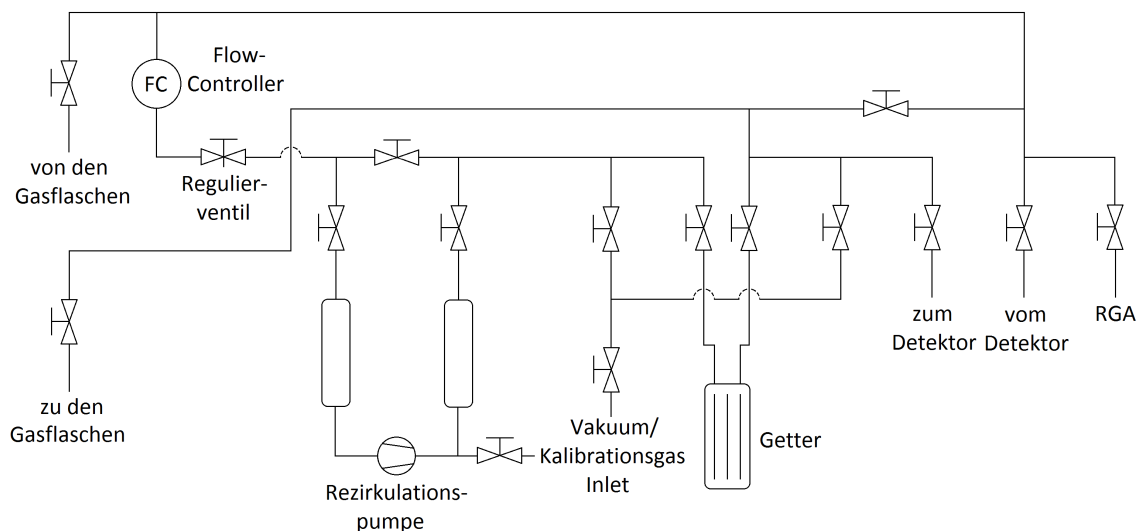 Flow-
Controller
FC
von den
Gasflaschen
Regulier-
ventil
zum
Detektor
vom
Detektor
RGA
zu den
Gasflaschen
Vakuum/
Kalibrationsgas
Inlet
Getter
Rezirkulations-
pumpe